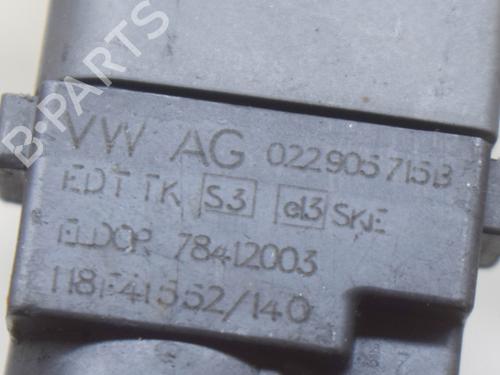 B-PARTS
VW AG 022905715B
EDT TK S3 e13 SKE
ELDOR 78412003
118F41552/140